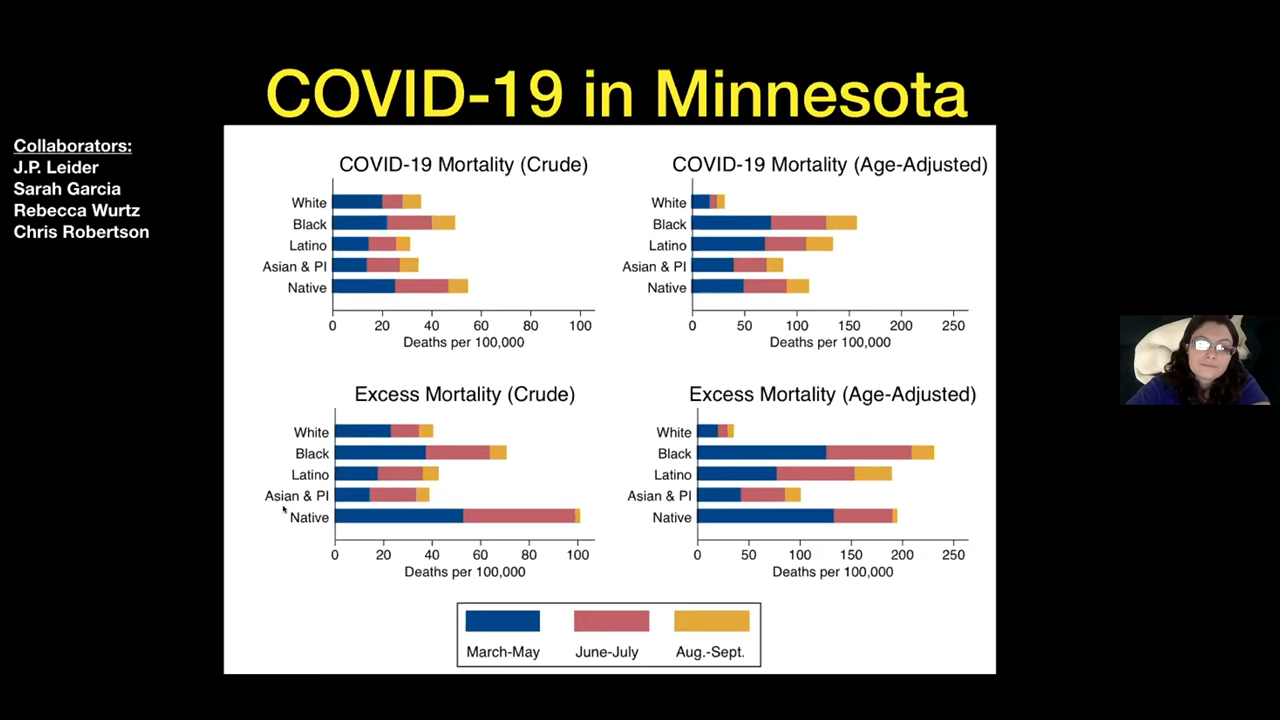 COVID-19 in Minnesota
Collaborators:
J.P. Leider
Sarah Garcia
Rebecca Wurtz
Chris Robertson
COVID-19 Mortality (Crude)
White
Black
Latino
Asian & PI
Native
0 20 40 60 80 100
Deaths per 100,000
COVID-19 Mortality (Age-Adjusted)
White
Black
Latino
Asian & PI
Native
0 50 100 150 200 250
Deaths per 100,000
Excess Mortality (Crude)
White
Black
Latino
Asian & PI
Native
0 20 40 60 80 100
Deaths per 100,000
Excess Mortality (Age-Adjusted)
White
Black
Latino
Asian & PI
Native
0 50 100 150 200 250
Deaths per 100,000
March-May June-July Aug.-Sept.